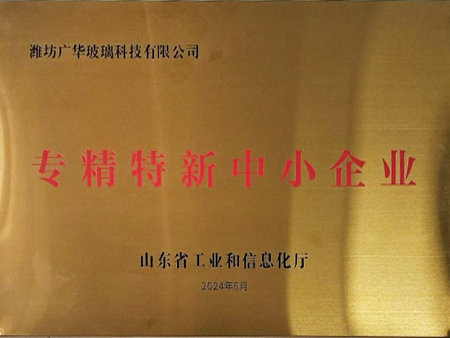 潍坊广华玻璃科技有限公司
专精特新中小企业
山东省工业和信息化厅
2024年6月